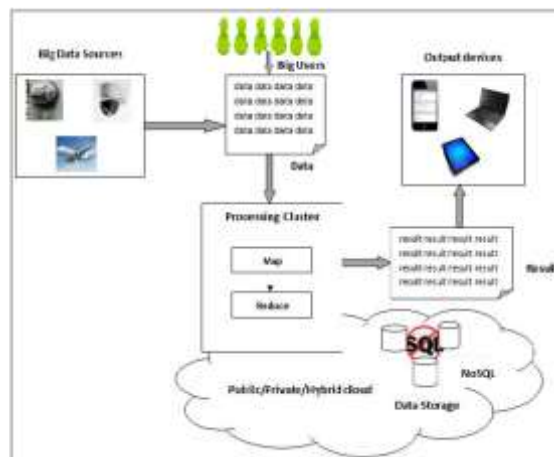 Big Data Sources
Big Users
data data data data
data data data data
data data data data
data data data data
Data
Output devices
Processing Cluster
Map
Reduce
result result result result
result result result result
result result result result
result result result result
Result
SQL
NoSQL
Public/Private/Hybrid cloud
Data Storage